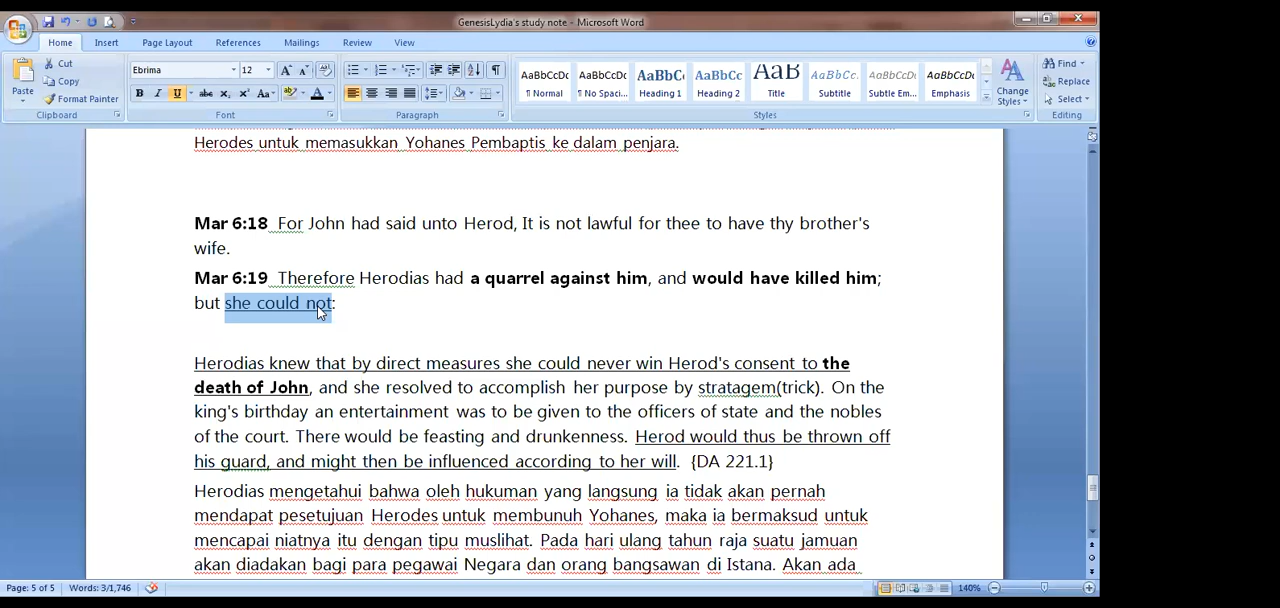 GenesisLydia's study note - Microsoft Word
Home Insert Page Layout References Mailings Review View
Cut
Copy
Format Painter
Paste
Clipboard
Ebrima 12
Font
Paragraph
AaBbCcDc AaBbCcDc AaBbC AaBbCc AaB AaBbCc. AaBbCcDc AaBbCcDc
¶ Normal ¶ No Spaci... Heading 1 Heading 2 Title Subtitle Subtle Em... Emphasis
Change
Styles
Styles
Find
Replace
Select
Editing
Herodes untuk memasukkan Yohanes Pembaptis ke dalam penjara.
Mar 6:18 For John had said unto Herod, It is not lawful for thee to have thy brother's
wife.
Mar 6:19 Therefore Herodias had a quarrel against him, and would have killed him;
but she could not:
Herodias knew that by direct measures she could never win Herod's consent to the
death of John, and she resolved to accomplish her purpose by stratagem(trick). On the
king's birthday an entertainment was to be given to the officers of state and the nobles
of the court. There would be feasting and drunkenness. Herod would thus be thrown off
his guard, and might then be influenced according to her will. {DA 221.1}
Herodias mengetahui bahwa oleh hukuman yang langsung ia tidak akan pernah
mendapat pesetujuan Herodes untuk membunuh Yohanes, maka ia bermaksud untuk
mencapai niatnya itu dengan tipu muslihat. Pada hari ulang tahun raja suatu jamuan
akan diadakan bagi para pegawai Negara dan orang bangsawan di Istana. Akan ada
Page: 5 of 5 Words: 3/1,746 140%